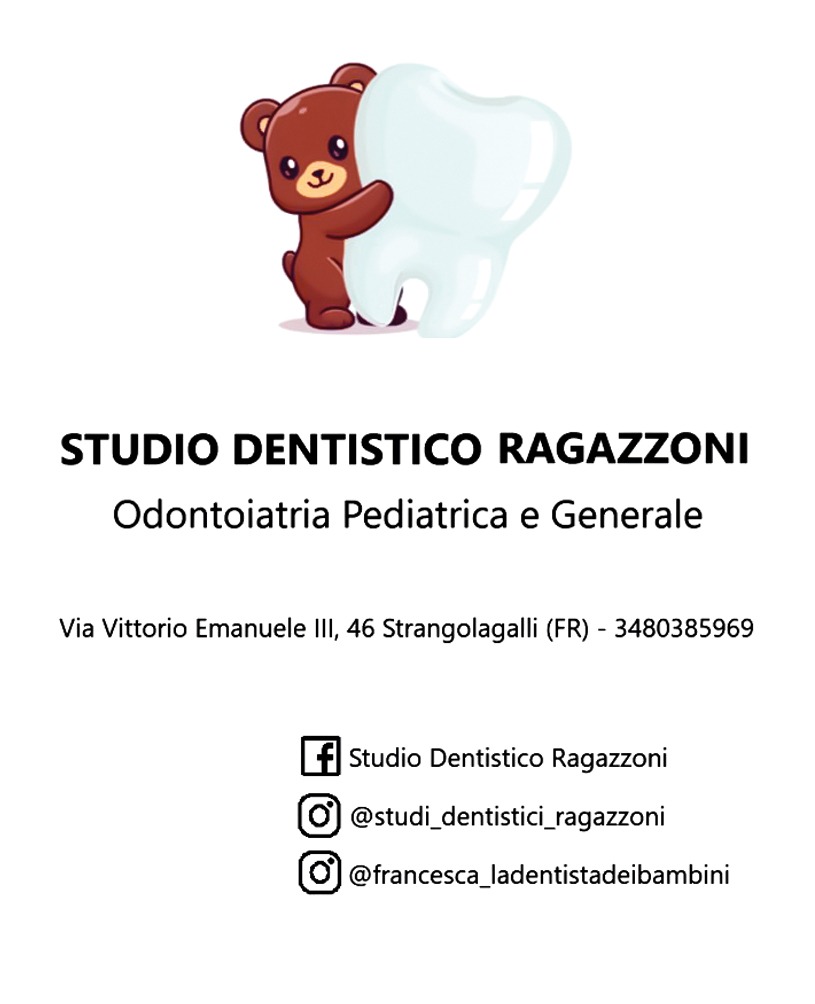 STUDIO DENTISTICO RAGAZZONI
Odontoiatria Pediatrica e Generale
Via Vittorio Emanuele III, 46 Strangolagalli (FR) - 3480385969
Studio Dentistico Ragazzoni
@studi_dentistici_ragazzoni
@francesca_ladentistadeibambini